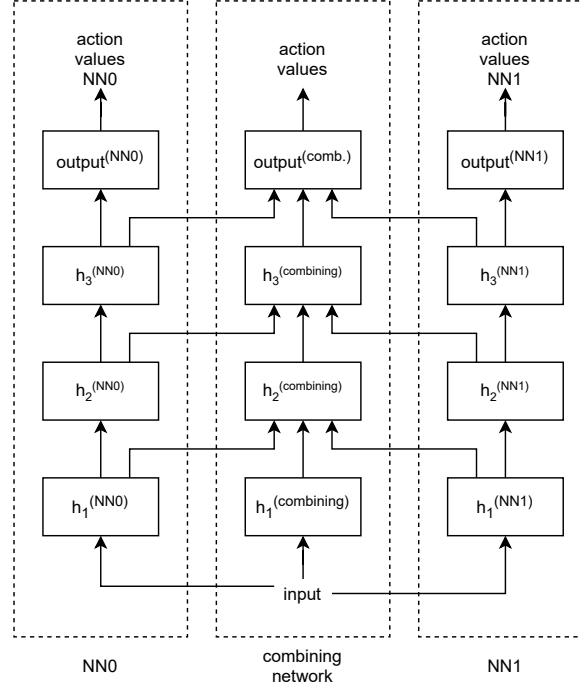 action
values
NN0
action
values
action
values
NN1
output(NN0)
output(comb.)
output(NN1)
h3(NN0)
h3(combining)
h3(NN1)
h2(NN0)
h2(combining)
h2(NN1)
h1(NN0)
h1(combining)
h1(NN1)
input
NN0
combining
network
NN1